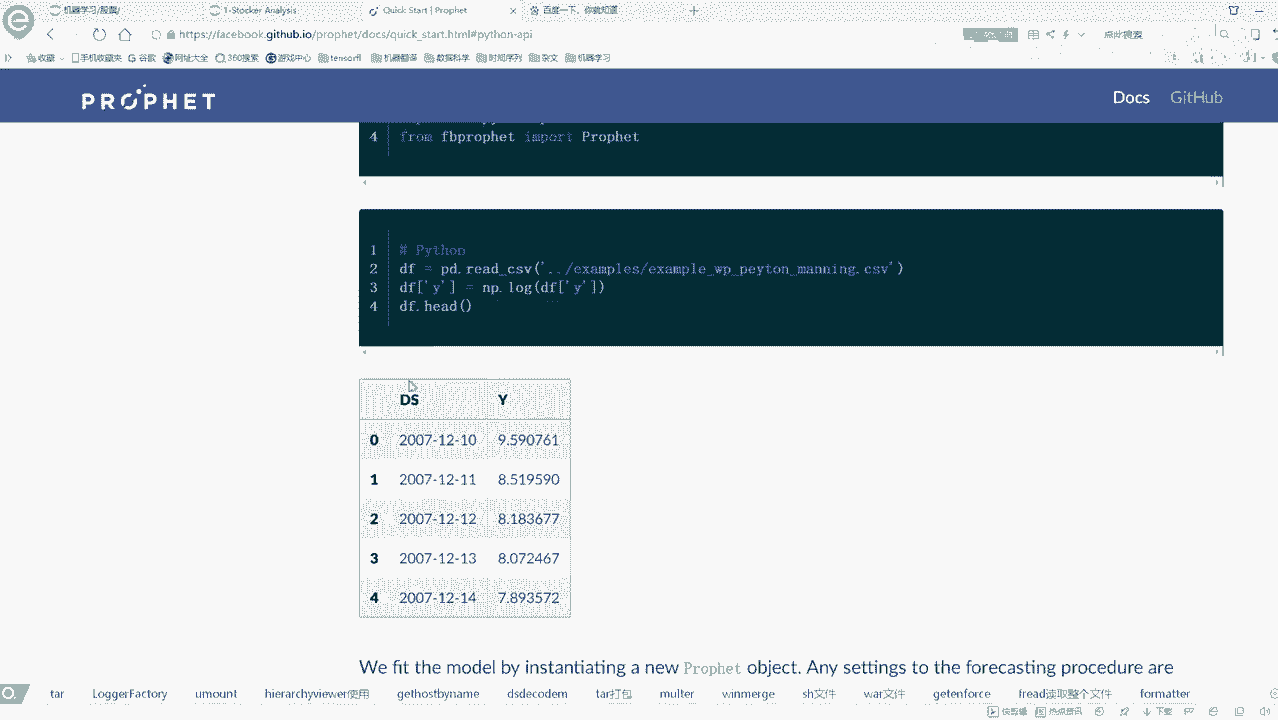 机器学习/股票/
1-Stocker Analysis
Quick Start | Prophet
百度一下，你就知道
https://facebook.github.io/prophet/docs/quick_start.html#python-api
点此搜索
收藏
手机收藏夹
谷歌
网址大全
360搜索
游戏中心
tensorfl
机器翻译
数据科学
时间序列
杂文
机器学习
PROPHET
Docs
GitHub
4 from fbprophet import Prophet
1 # Python
2 df = pd.read_csv('../examples/example_wp_peyton_manning.csv')
3 df['y'] = np.log(df['y'])
4 df.head()
DS Y
0 2007-12-10 9.590761
1 2007-12-11 8.519590
2 2007-12-12 8.183677
3 2007-12-13 8.072467
4 2007-12-14 7.893572
We fit the model by instantiating a new Prophet object. Any settings to the forecasting procedure are
tar
LoggerFactory
umount
hierarchyviewer使用
gethostbyname
dsdecodem
tar打包
multer
winmerge
sh文件
war文件
getenforce
fread读取整个文件
formatter
快剪辑
热点资讯
下载